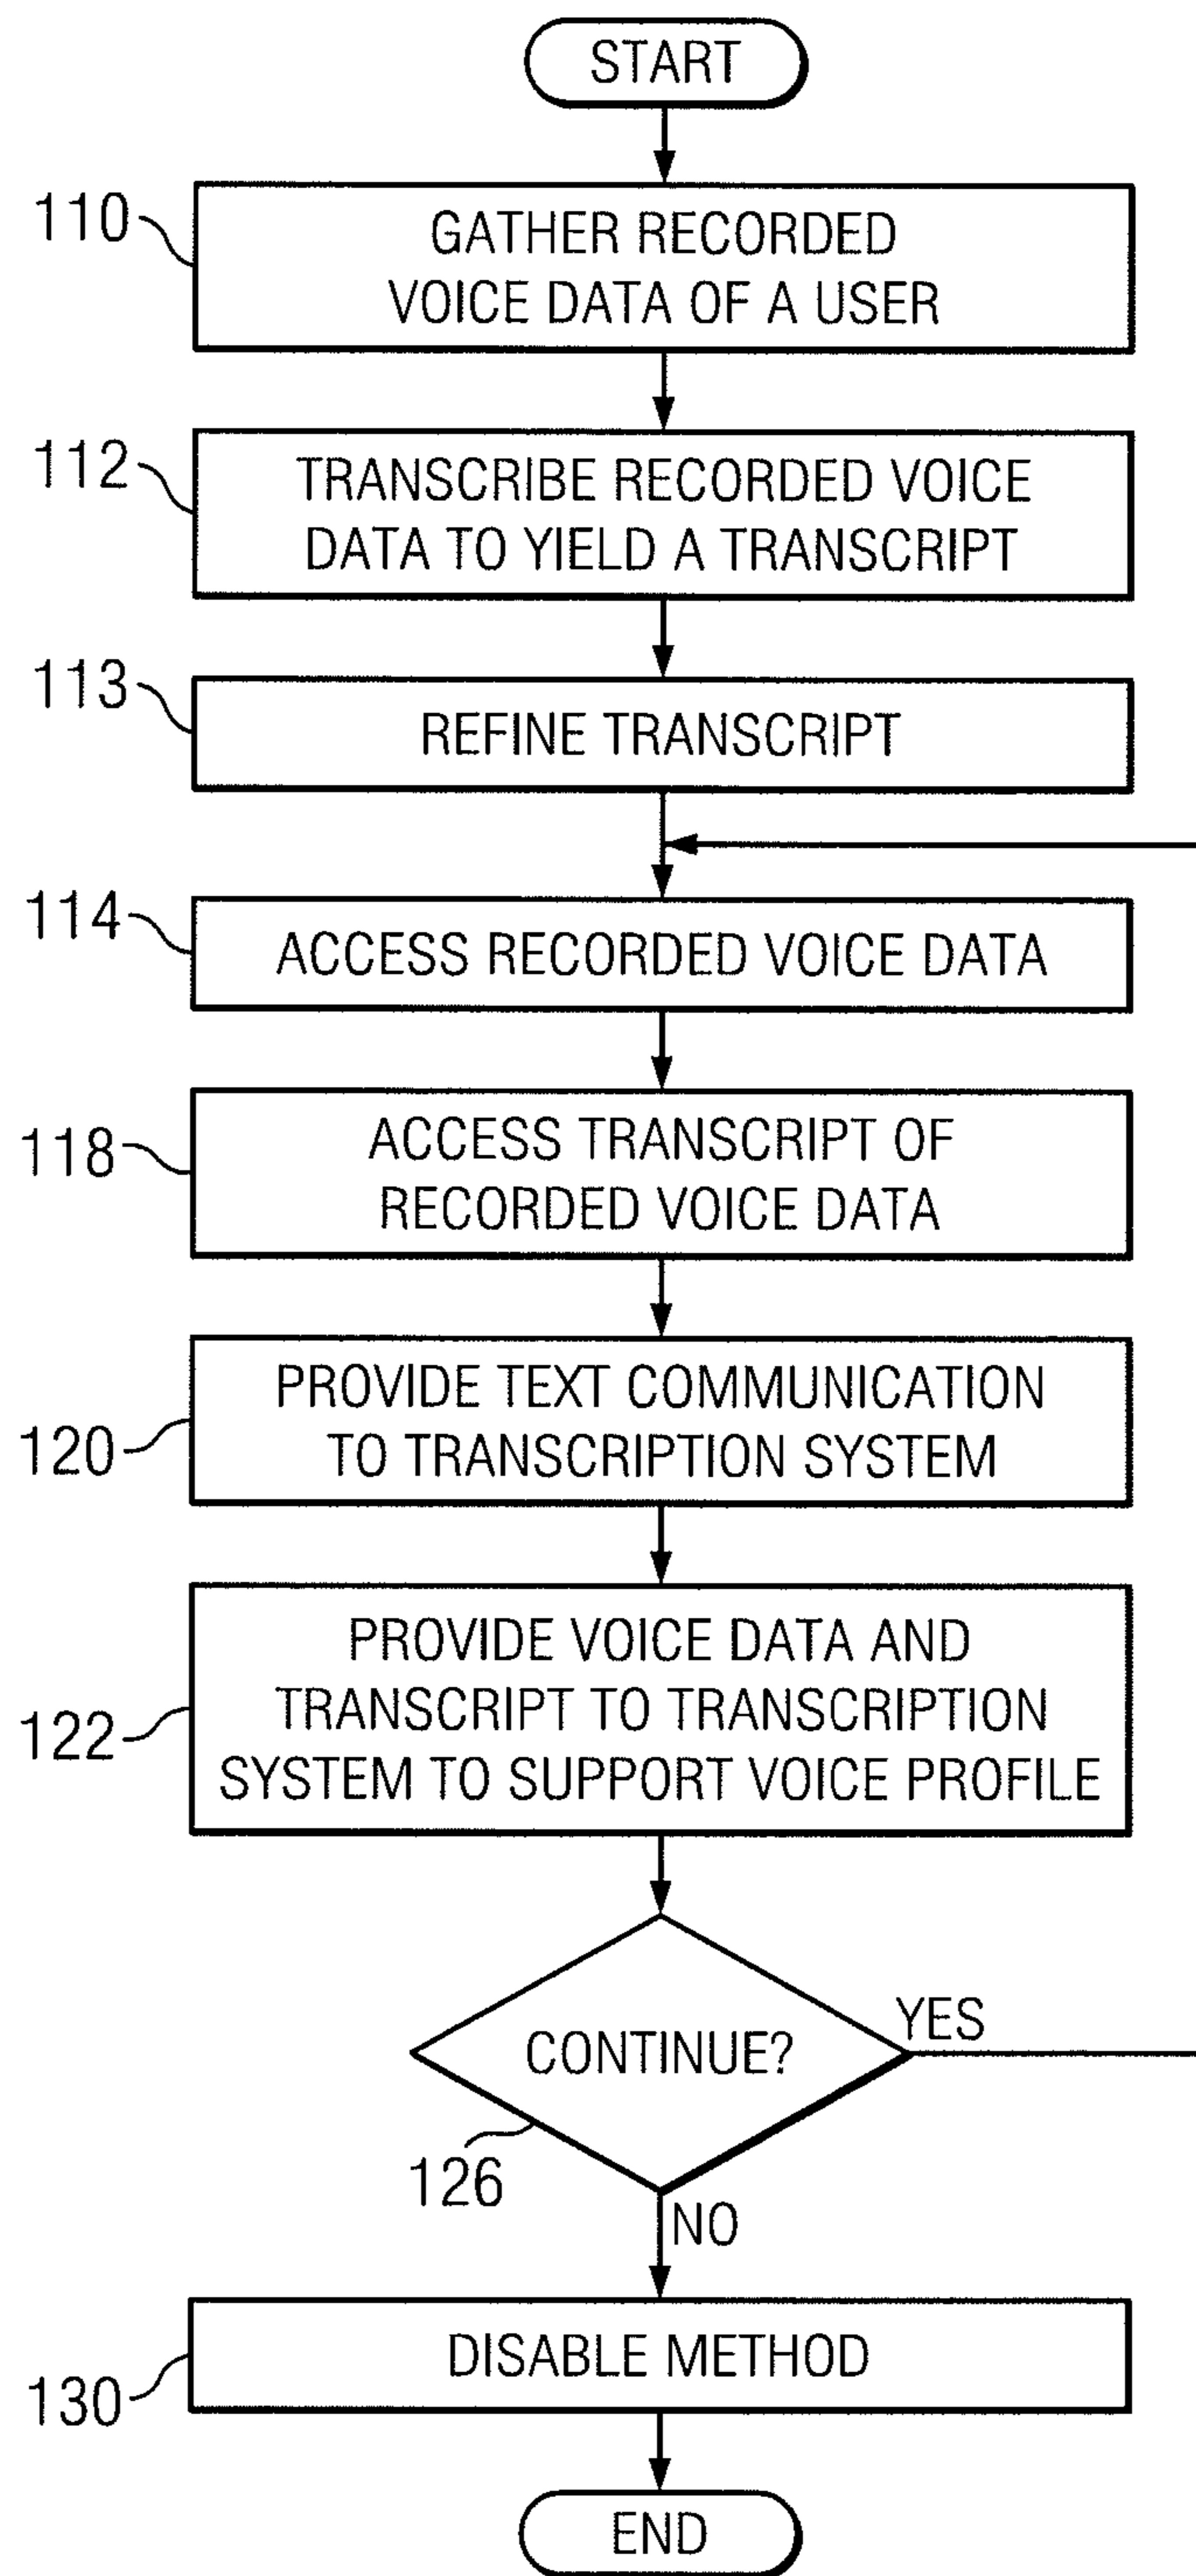 START
110
GATHER RECORDED
VOICE DATA OF A USER
112
TRANSCRIBE RECORDED VOICE
DATA TO YIELD A TRANSCRIPT
113
REFINE TRANSCRIPT
114
ACCESS RECORDED VOICE DATA
118
ACCESS TRANSCRIPT OF
RECORDED VOICE DATA
120
PROVIDE TEXT COMMUNICATION
TO TRANSCRIPTION SYSTEM
122
PROVIDE VOICE DATA AND
TRANSCRIPT TO TRANSCRIPTION
SYSTEM TO SUPPORT VOICE PROFILE
YES
CONTINUE?
126
NO
DISABLE METHOD
130
END